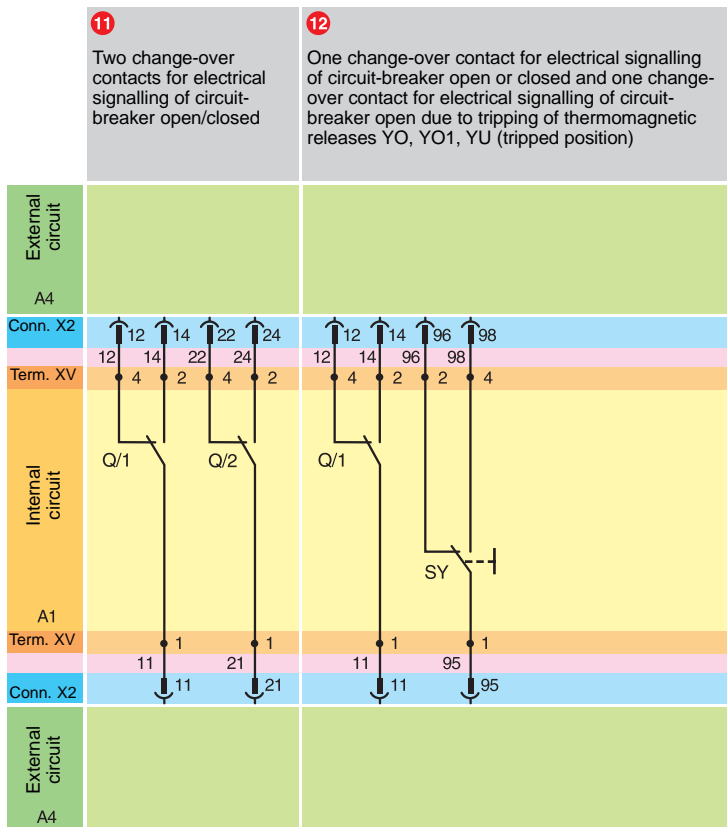 11
Two change-over
contacts for electrical
signalling of circuit-
breaker open/closed
12
One change-over contact for electrical signalling
of circuit-breaker open or closed and one change-
over contact for electrical signalling of circuit-
breaker open due to tripping of thermomagnetic
releases YO, YO1, YU (tripped position)
External
circuit
A4
Conn. X2
12 14 22 24 12 14 96 98
12 14 22 24 12 14 96 98
Term. XV
4 2 4 2 4 2 2 4
Internal
circuit
A1
Q/1 Q/2 Q/1
SY
Term. XV
1 1 1 1
11 21 11 95
Conn. X2
11 21 11 95
External
circuit
A4